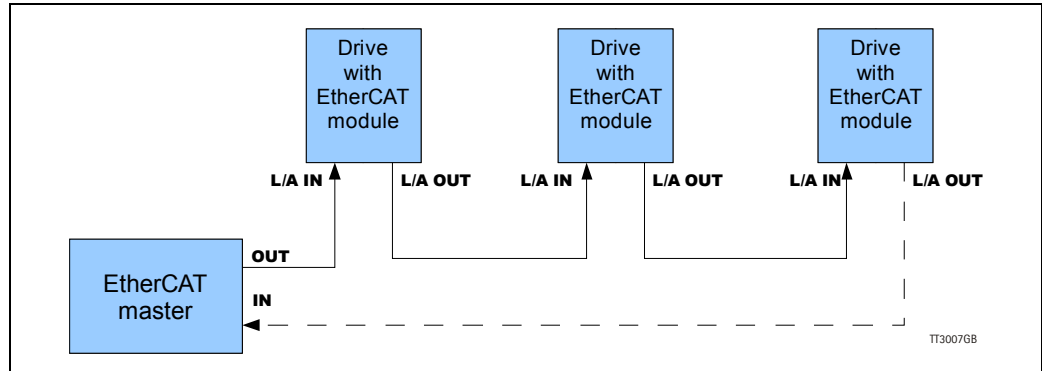 Drive
with
EtherCAT
module
Drive
with
EtherCAT
module
Drive
with
EtherCAT
module
L/A IN
L/A OUT
L/A IN
L/A OUT
L/A IN
L/A OUT
EtherCAT
master
OUT
IN
TT3007GB